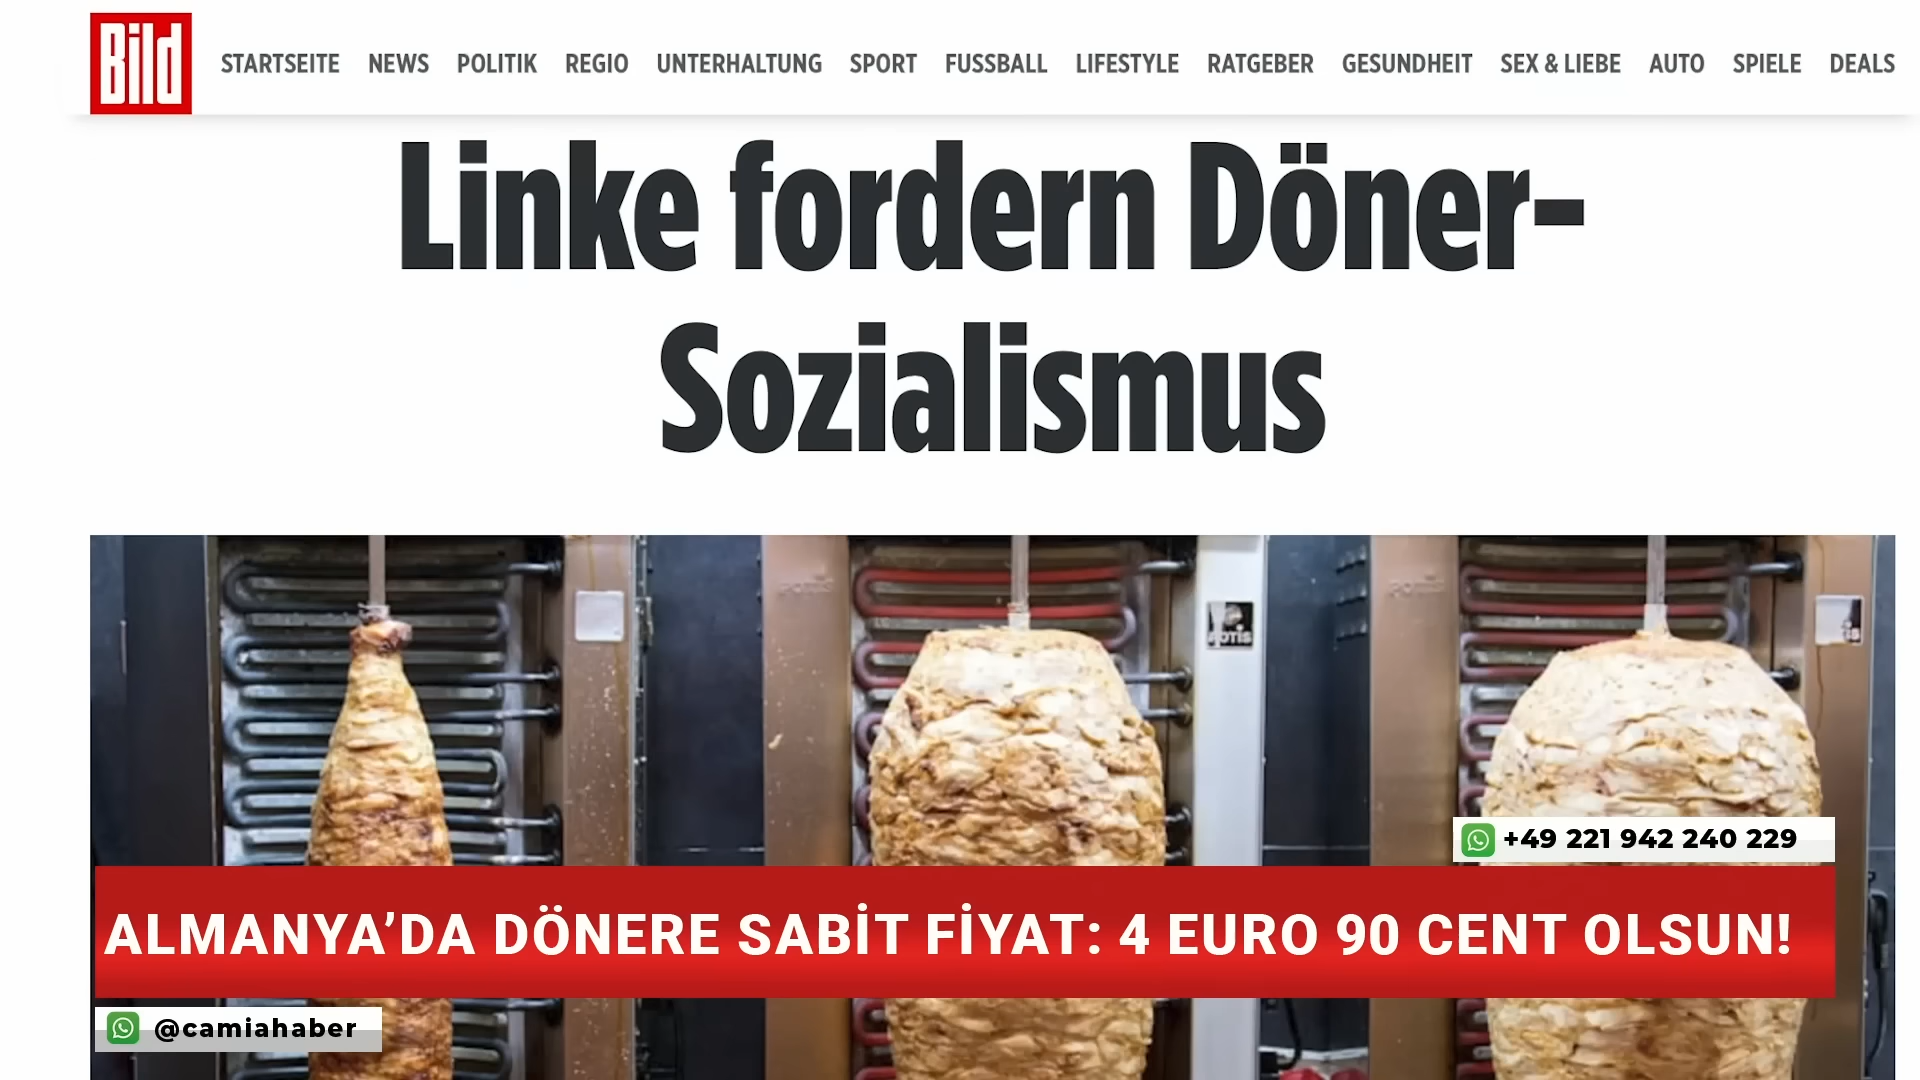 Bild
STARTSEITE NEWS POLITIK REGIO UNTERHALTUNG SPORT FUSSBALL LIFESTYLE RATGEBER GESUNDHEIT SEX & LIEBE AUTO SPIELE DEALS
Linke fordern Döner-
Sozialismus
POTIS
+49 221 942 240 229
ALMANYA’DA DÖNERE SABİT FİYAT: 4 EURO 90 CENT OLSUN!
@camiahaber